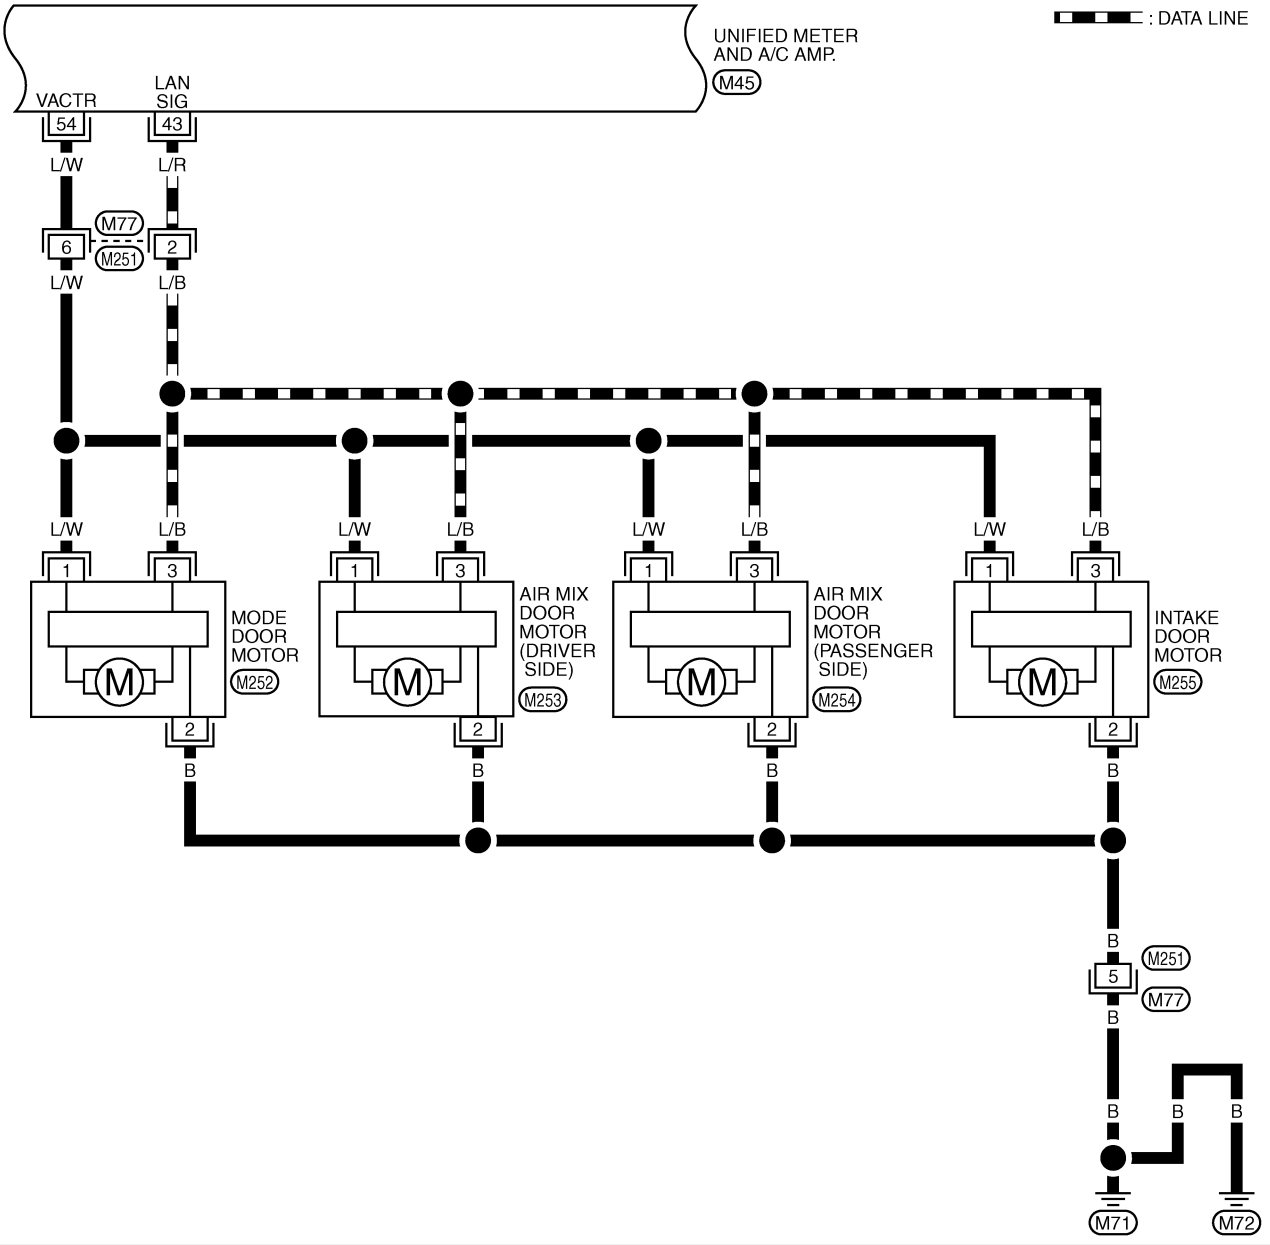 : DATA LINE
UNIFIED METER
AND A/C AMP.
M45
VACTR
LAN
SIG
54
43
L/W
L/R
M77
6
2
M251
L/W
L/B
L/W
L/B
L/W
L/B
L/W
L/B
L/W
L/B
1
3
1
3
1
3
1
3
MODE
DOOR
MOTOR
M252
AIR MIX
DOOR
MOTOR
(DRIVER
SIDE)
M253
AIR MIX
DOOR
MOTOR
(PASSENGER
SIDE)
M254
INTAKE
DOOR
MOTOR
M255
M
M
M
M
2
2
2
2
B
B
B
B
B
M251
5
M77
B
B
B
B
M71
M72